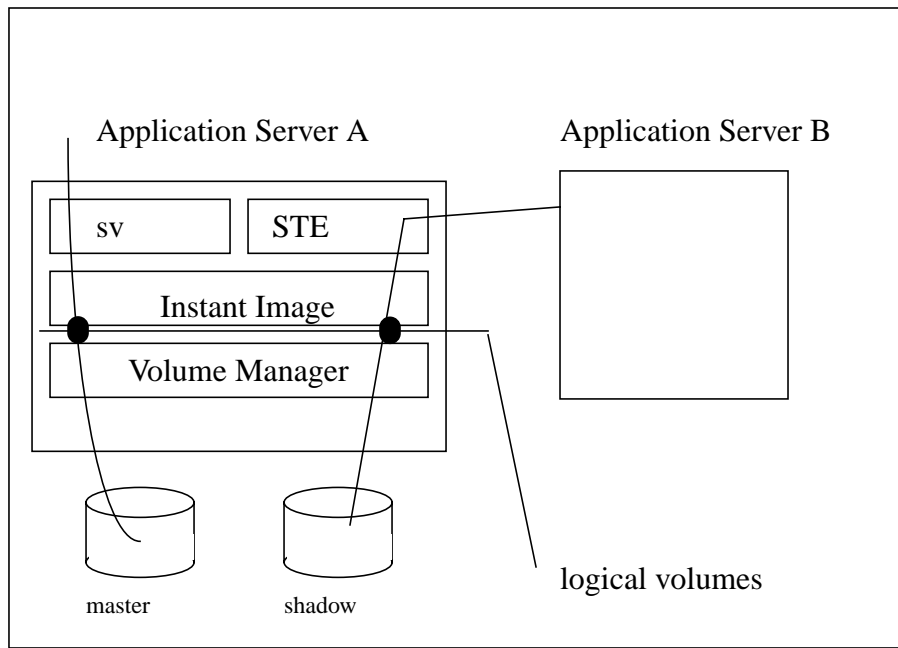 Application Server A
Application Server B
sv
STE
Instant Image
Volume Manager
logical volumes
master
shadow